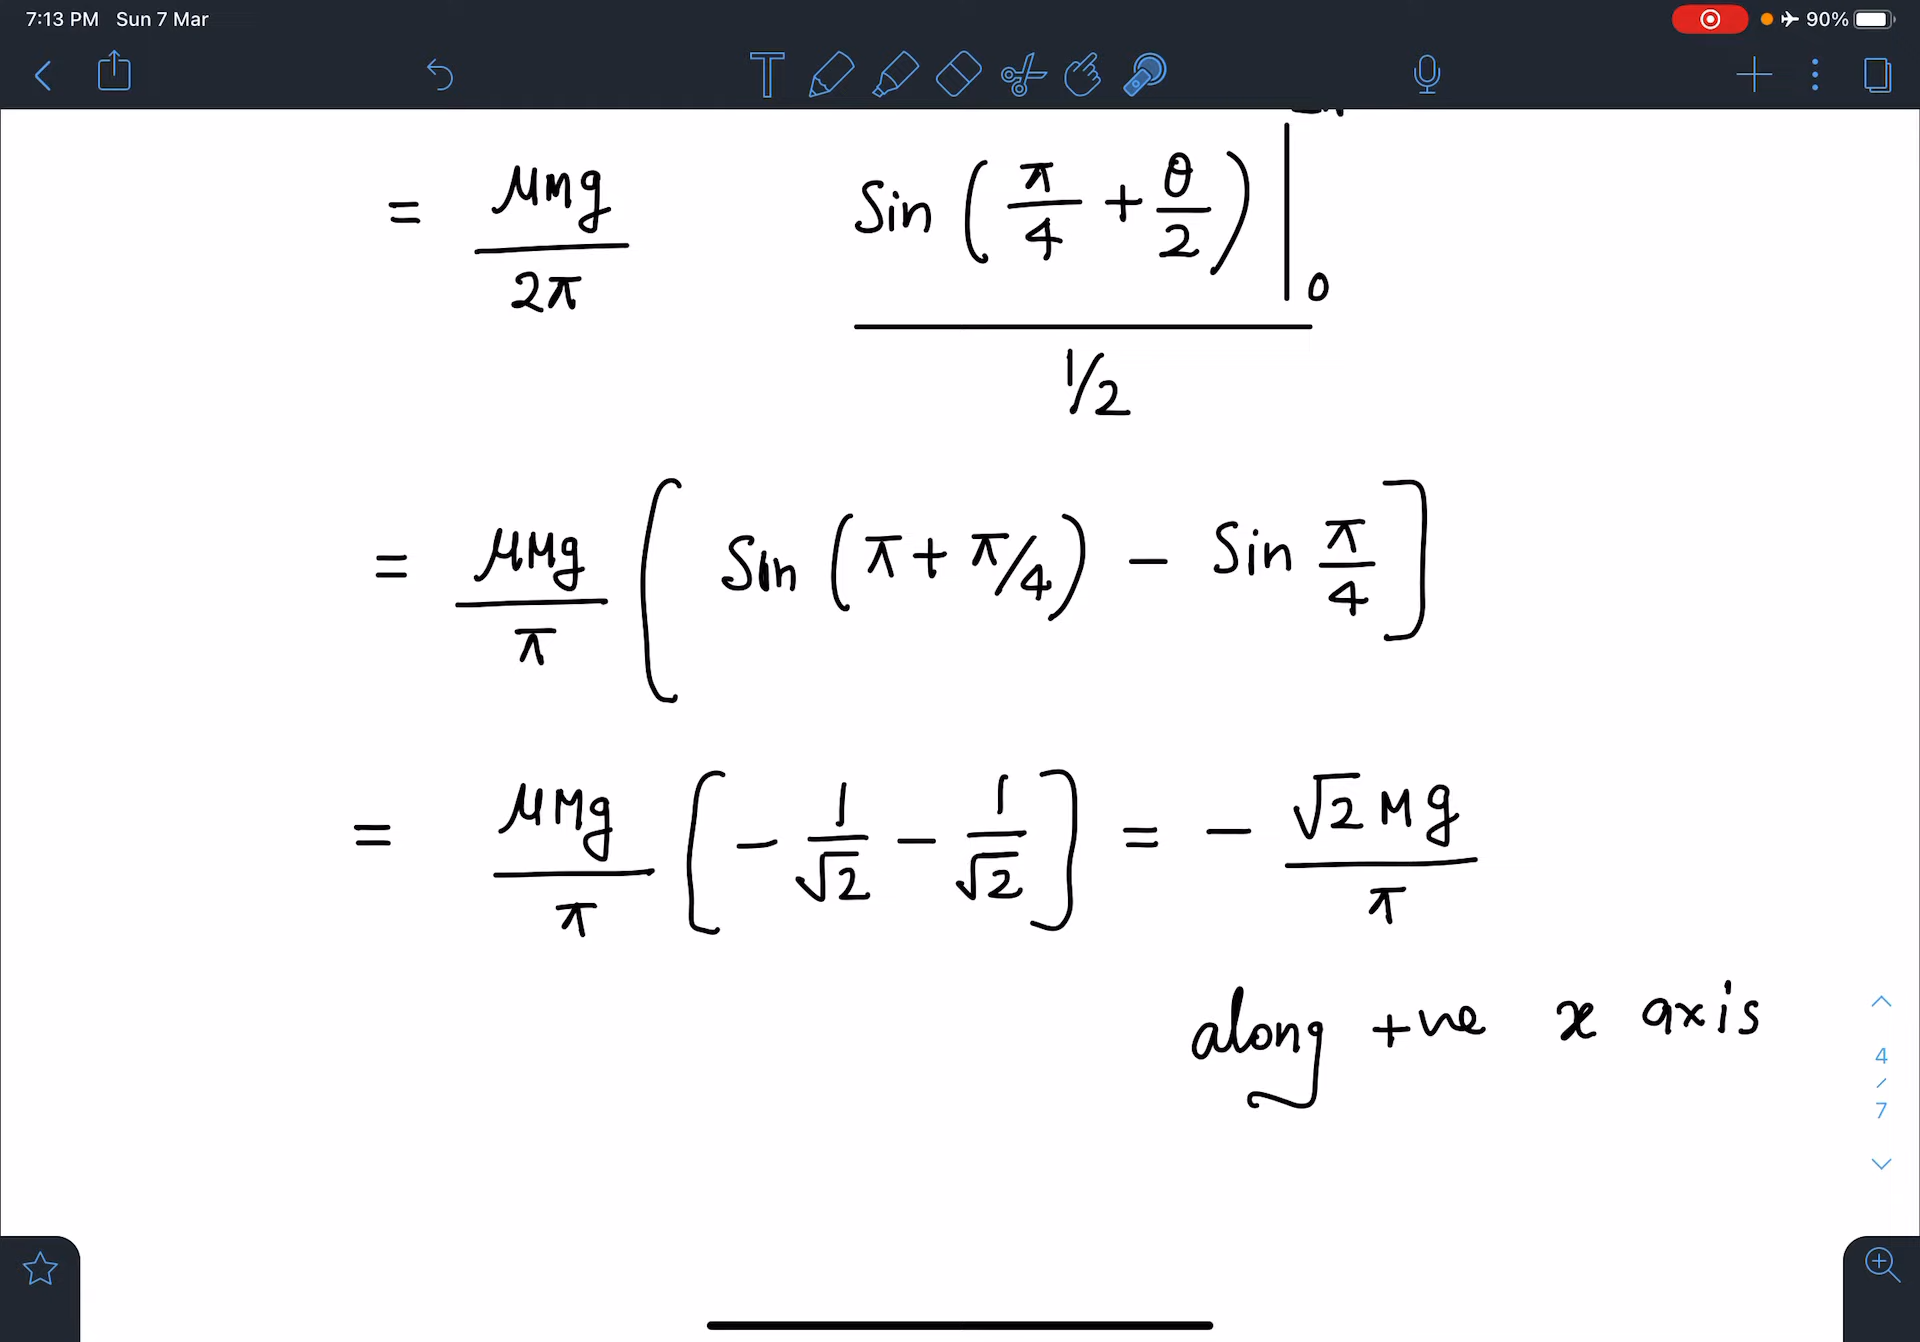 7:13 PM Sun 7 Mar 90%
= μmg/2π Sin (π/4 + θ/2) |0
1/2
= μMg/π ( Sin (π + π/4) − Sin π/4 ]
= μMg/π [ − 1/√2 − 1/√2 ] = − √2 Mg/π
along +ve x axis
4
/
7